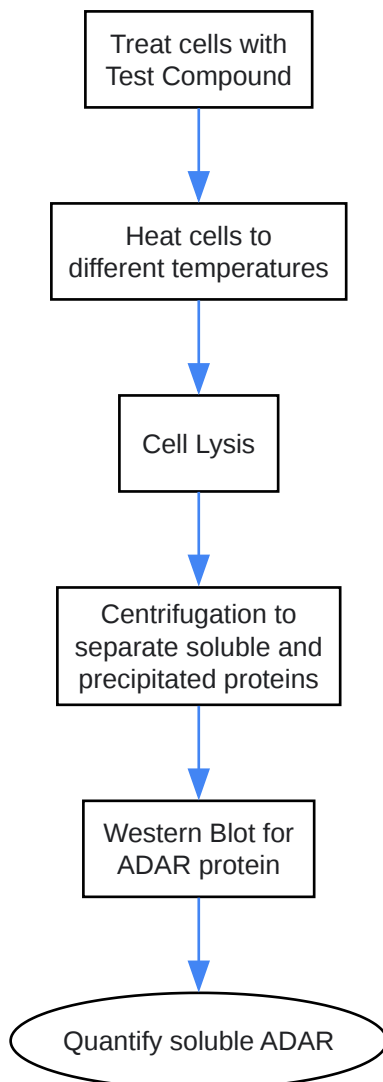 Treat cells with
Test Compound
Heat cells to
different temperatures
Cell Lysis
Centrifugation to
separate soluble and
precipitated proteins
Western Blot for
ADAR protein
Quantify soluble ADAR